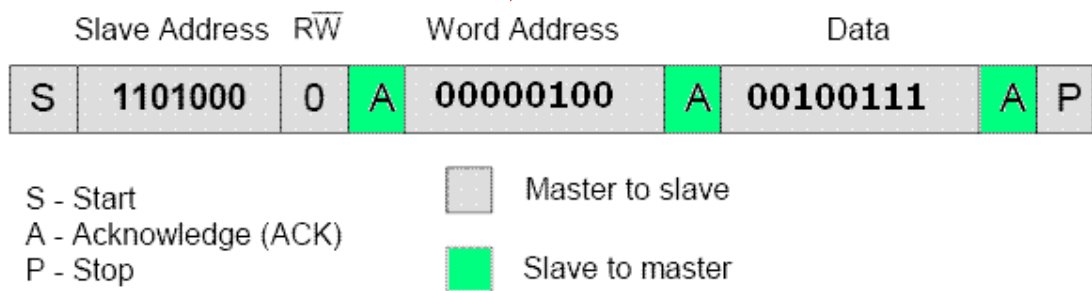 Slave Address RW̅ Word Address Data
S 1101000 0 A 00000100 A 00100111 A P
S - Start
A - Acknowledge (ACK)
P - Stop
Master to slave
Slave to master